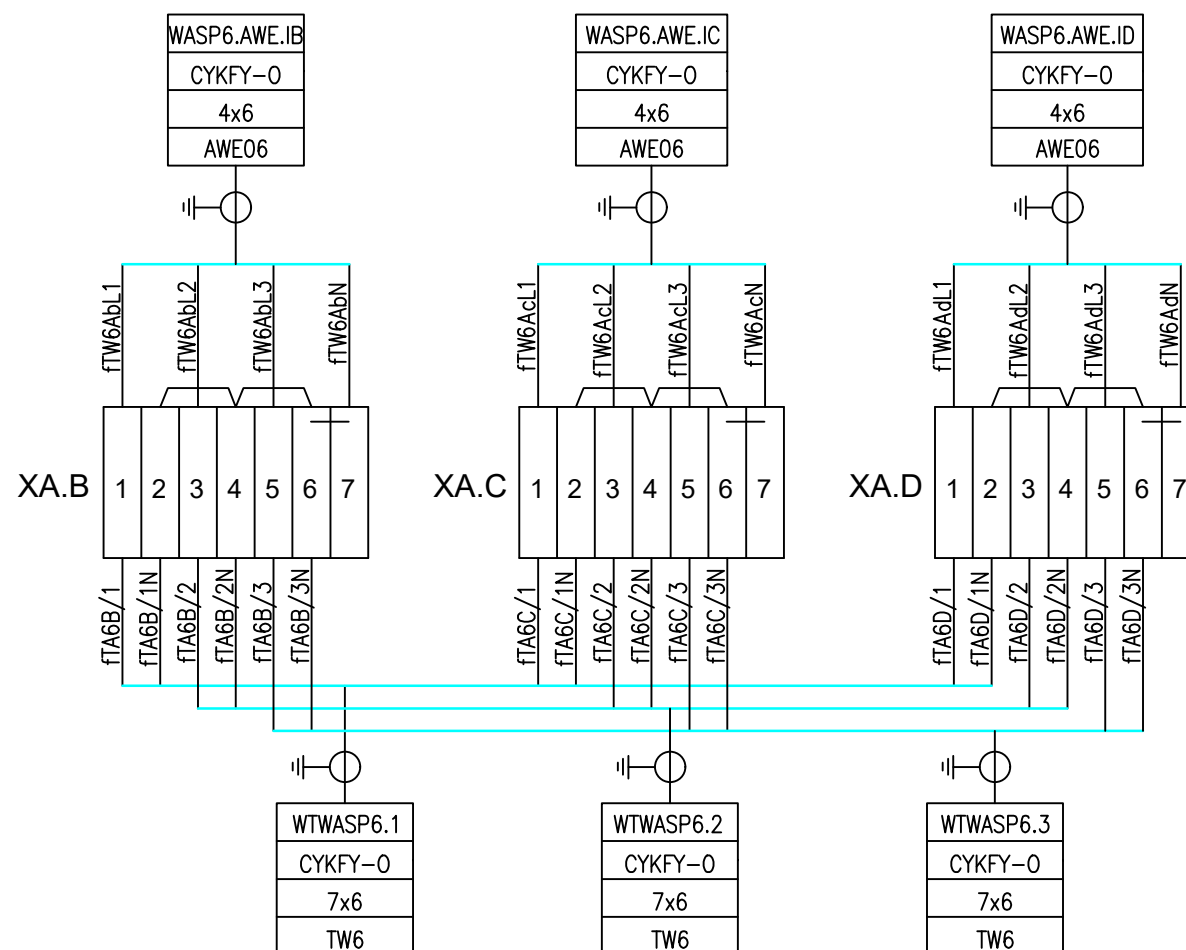 WASP6.AWE.IB
CYKFY-O
4x6
AWE06
WASP6.AWE.IC
CYKFY-O
4x6
AWE06
WASP6.AWE.ID
CYKFY-O
4x6
AWE06
fTW6AbL1
fTW6AbL2
fTW6AbL3
fTW6AbN
fTW6AcL1
fTW6AcL2
fTW6AcL3
fTW6AcN
fTW6AdL1
fTW6AdL2
fTW6AdL3
fTW6AdN
XA.B 1 2 3 4 5 6 7
XA.C 1 2 3 4 5 6 7
XA.D 1 2 3 4 5 6 7
fTA6B/1
fTA6B/1N
fTA6B/2
fTA6B/2N
fTA6B/3
fTA6B/3N
fTA6C/1
fTA6C/1N
fTA6C/2
fTA6C/2N
fTA6C/3
fTA6C/3N
fTA6D/1
fTA6D/1N
fTA6D/2
fTA6D/2N
fTA6D/3
fTA6D/3N
WTWASP6.1
CYKFY-O
7x6
TW6
WTWASP6.2
CYKFY-O
7x6
TW6
WTWASP6.3
CYKFY-O
7x6
TW6